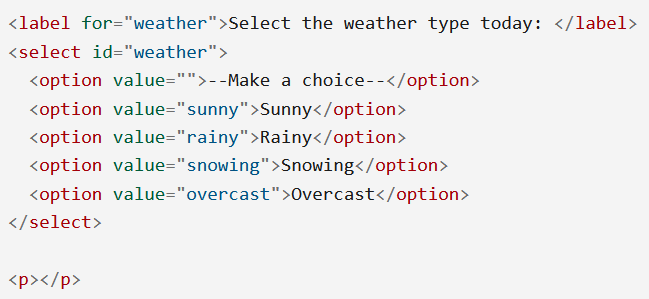 <label for="weather">Select the weather type today: </label>
<select id="weather">
  <option value="">--Make a choice--</option>
  <option value="sunny">Sunny</option>
  <option value="rainy">Rainy</option>
  <option value="snowing">Snowing</option>
  <option value="overcast">Overcast</option>
</select>

<p></p>